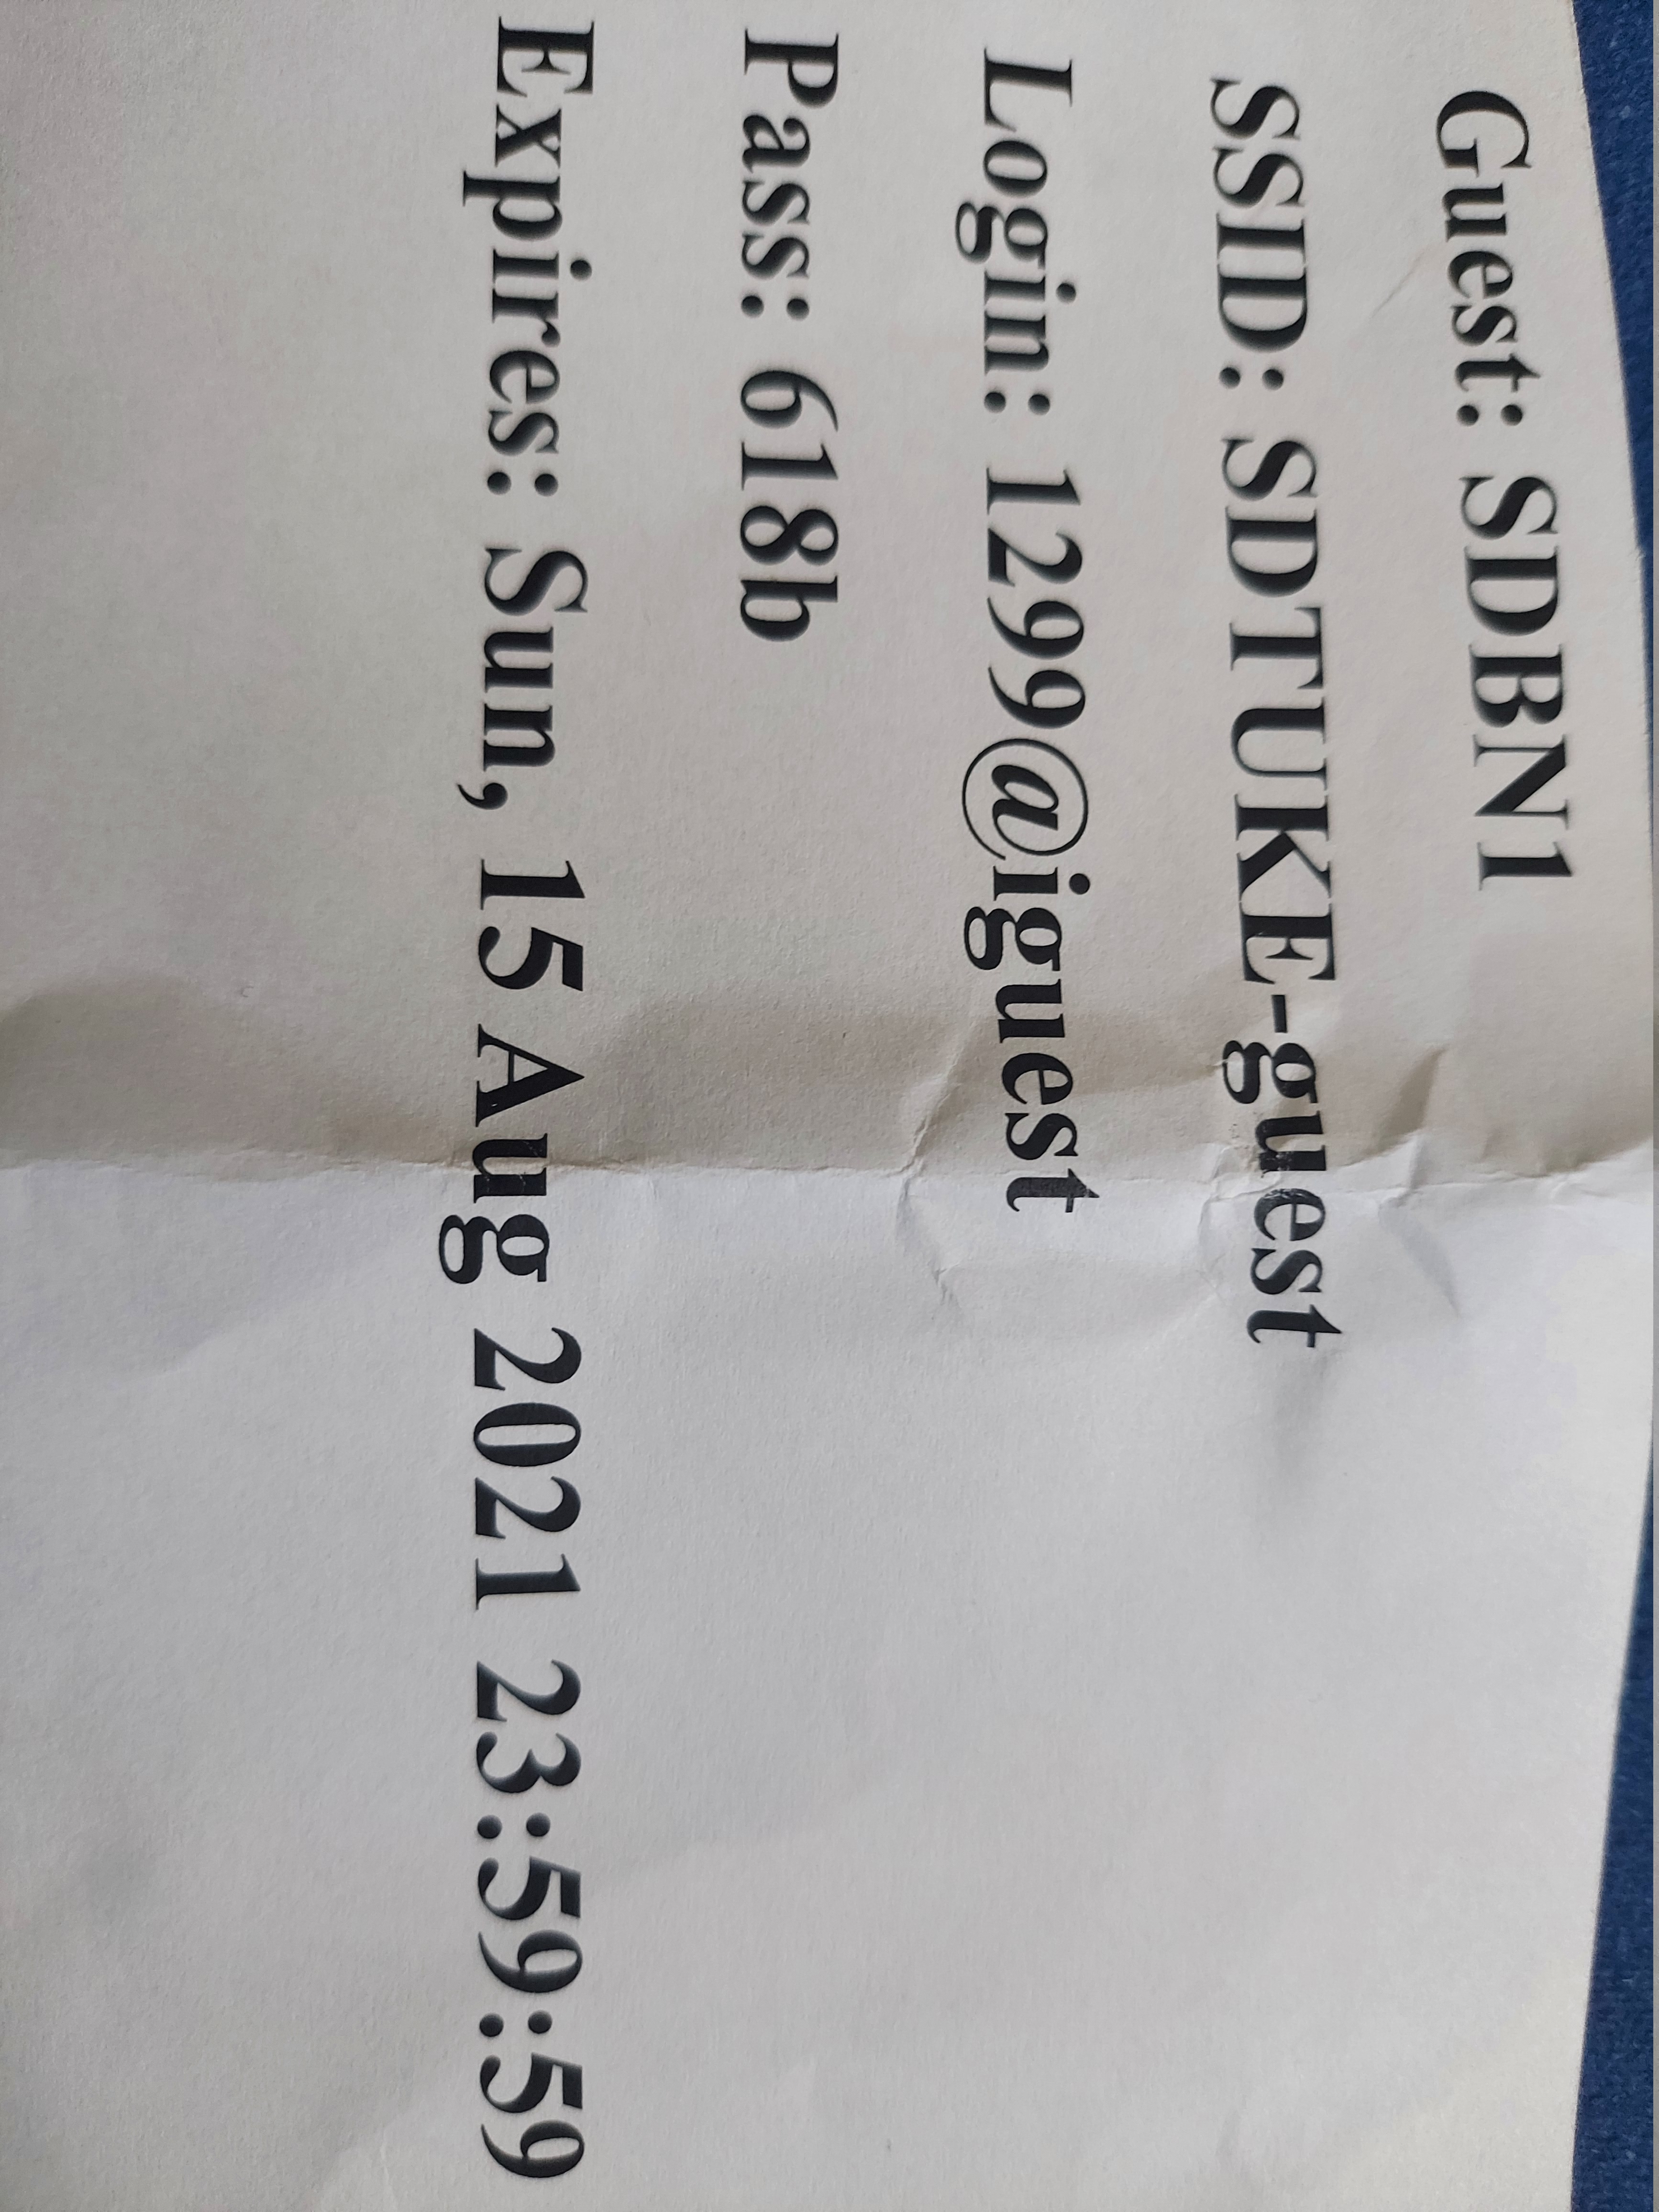 Guest: SDBN1
SSID: SDTUKE-guest
Login: 1299@iguest
Pass: 618b
Expires: Sun, 15 Aug 2021 23:59:59